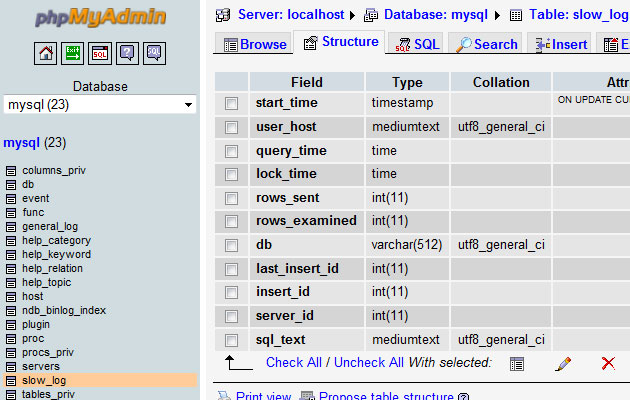 phpMyAdmin
Database
mysql (23)
mysql (23)
columns_priv
db
event
func
general_log
help_category
help_keyword
help_relation
help_topic
host
ndb_binlog_index
plugin
proc
procs_priv
servers
slow_log
tables_priv
Server: localhost Database: mysql Table: slow_log
Browse Structure SQL Search Insert E
Field Type Collation Attr
start_time timestamp ON UPDATE CU
user_host mediumtext utf8_general_ci
query_time time
lock_time time
rows_sent int(11)
rows_examined int(11)
db varchar(512) utf8_general_ci
last_insert_id int(11)
insert_id int(11)
server_id int(11)
sql_text mediumtext utf8_general_ci
Check All / Uncheck All With selected:
Print view Propose table structure